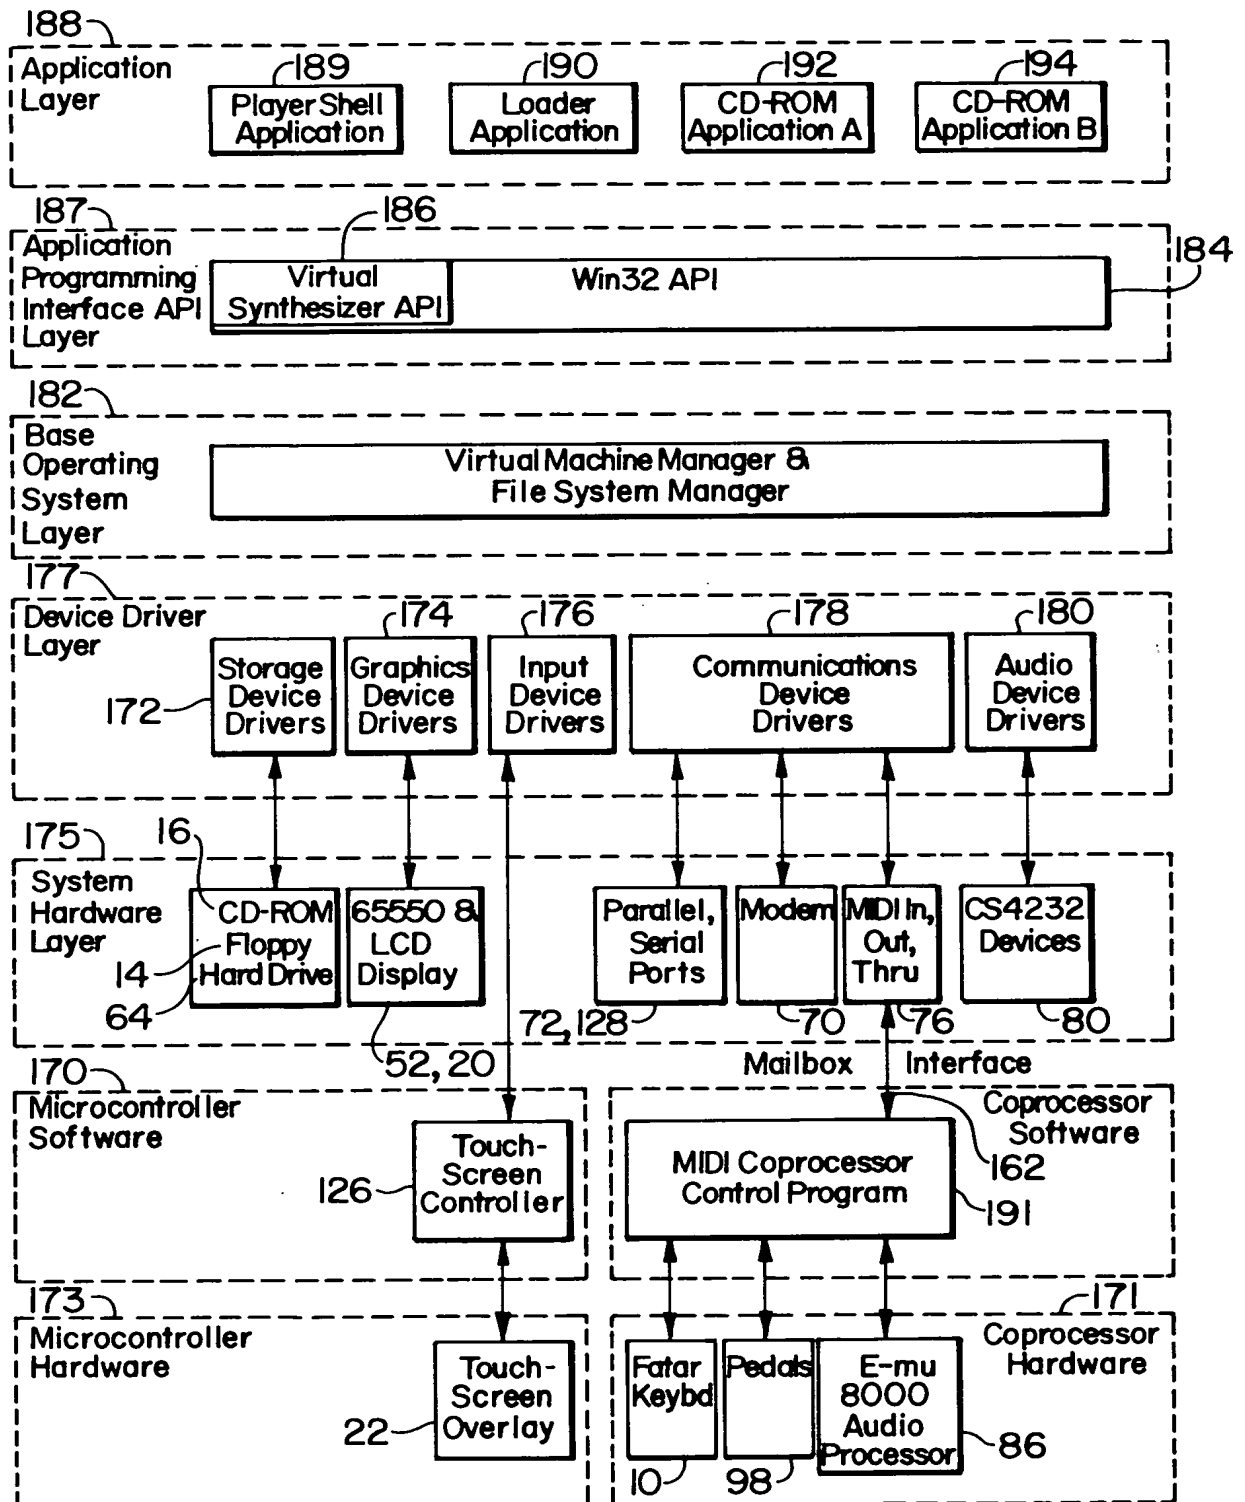 188
Application
Layer
189
Player Shell
Application
190
Loader
Application
192
CD-ROM
Application A
194
CD-ROM
Application B
187
Application
Programming
Interface API
Layer
186
Virtual
Synthesizer API
Win32 API
184
182
Base
Operating
System
Layer
Virtual Machine Manager &
File System Manager
177
Device Driver
Layer
172
Storage
Device
Drivers
174
Graphics
Device
Drivers
176
Input
Device
Drivers
178
Communications
Device
Drivers
180
Audio
Device
Drivers
175
System
Hardware
Layer
16
14
64
CD-ROM
Floppy
Hard Drive
65550 &
LCD
Display
52, 20
Parallel,
Serial
Ports
72, 128
Modem
70
MIDI In,
Out,
Thru
76
CS4232
Devices
80
Mailbox Interface
170
Microcontroller
Software
126
Touch-
Screen
Controller
Coprocessor
Software
162
MIDI Coprocessor
Control Program
191
173
Microcontroller
Hardware
22
Touch-
Screen
Overlay
171
Coprocessor
Hardware
Fatar
Keybd
10
Pedals
98
E-mu
8000
Audio
Processor
86